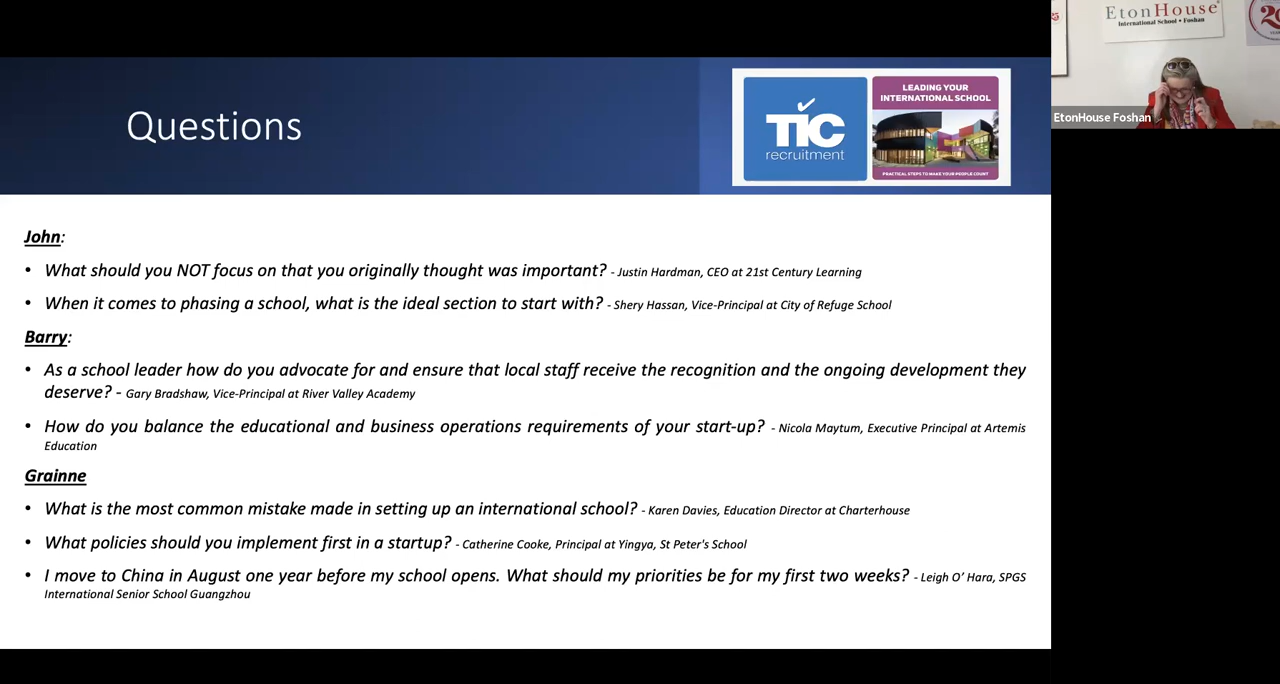 Questions
TIC
recruitment
LEADING YOUR
INTERNATIONAL SCHOOL
PRACTICAL STEPS TO MAKE YOUR PEOPLE COUNT
EtonHouse
International School • Foshan
20
EtonHouse Foshan
John:
• What should you NOT focus on that you originally thought was important? - Justin Hardman, CEO at 21st Century Learning
• When it comes to phasing a school, what is the ideal section to start with? - Shery Hassan, Vice-Principal at City of Refuge School
Barry:
• As a school leader how do you advocate for and ensure that local staff receive the recognition and the ongoing development they
deserve? - Gary Bradshaw, Vice-Principal at River Valley Academy
• How do you balance the educational and business operations requirements of your start-up? - Nicola Maytum, Executive Principal at Artemis
Education
Grainne
• What is the most common mistake made in setting up an international school? - Karen Davies, Education Director at Charterhouse
• What policies should you implement first in a startup? - Catherine Cooke, Principal at Yingya, St Peter's School
• I move to China in August one year before my school opens. What should my priorities be for my first two weeks? - Leigh O' Hara, SPGS
International Senior School Guangzhou